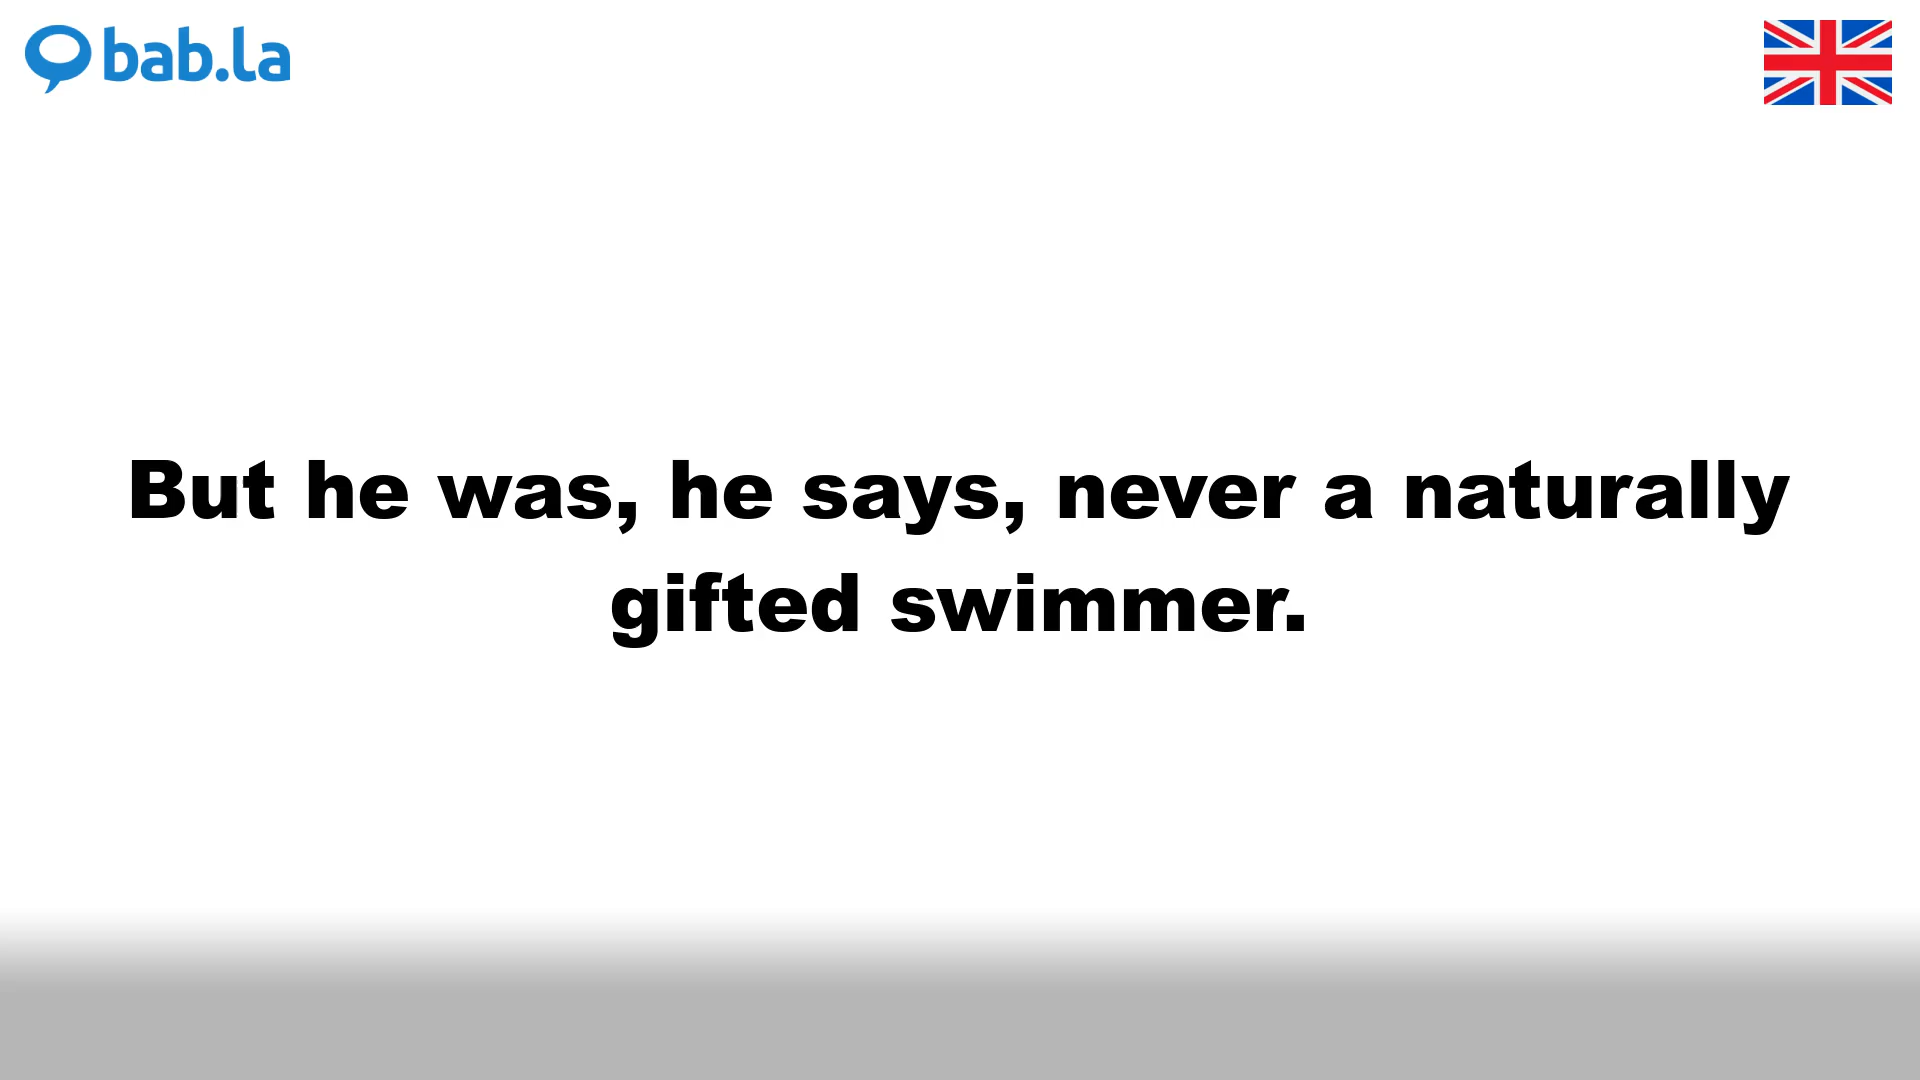 bab.la
But he was, he says, never a naturally
gifted swimmer.